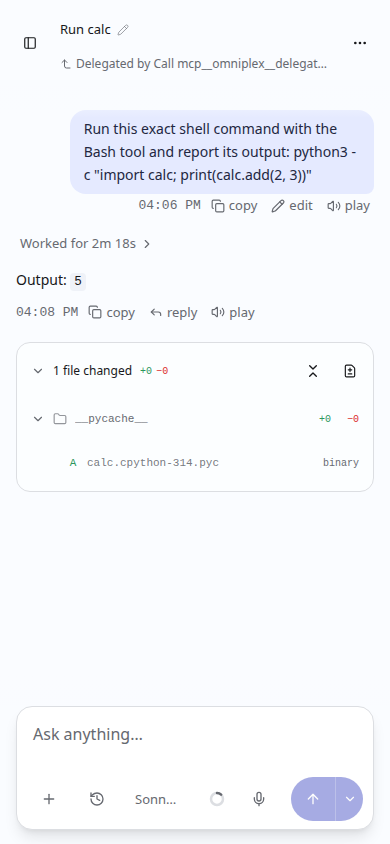 Run calc
Delegated by Call mcp__omniplex__delegat...
Run this exact shell command with the
Bash tool and report its output: python3 -
c "import calc; print(calc.add(2, 3))"
04:06 PM copy edit play
Worked for 2m 18s
Output: 5
04:08 PM copy reply play
1 file changed +0 −0
__pycache__ +0 −0
A calc.cpython-314.pyc binary
Ask anything...
Sonn...